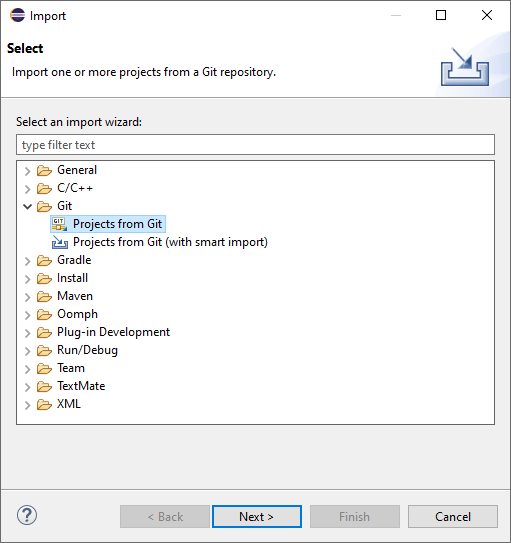 Import
Select
Import one or more projects from a Git repository.
Select an import wizard:
type filter text
General
C/C++
Git
GIT Projects from Git
Projects from Git (with smart import)
Gradle
Install
Maven
Oomph
Plug-in Development
Run/Debug
Team
TextMate
XML
? < Back Next > Finish Cancel